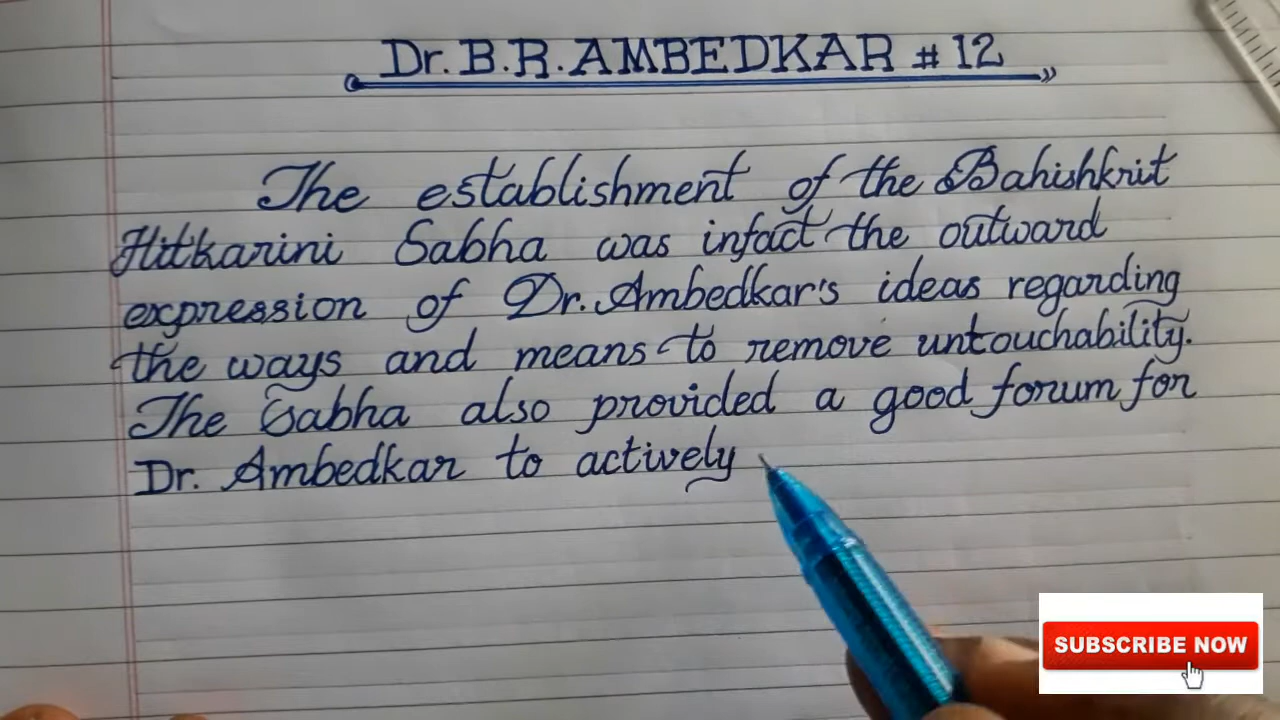 Dr. B. R. AMBEDKAR # 12
The establishment of the Bahishkrit
Hitkarini Sabha was infact the outward
expression of Dr. Ambedkar's ideas regarding
the ways and means to remove untouchability.
The Sabha also provided a good forum for
Dr. Ambedkar to actively
SUBSCRIBE NOW